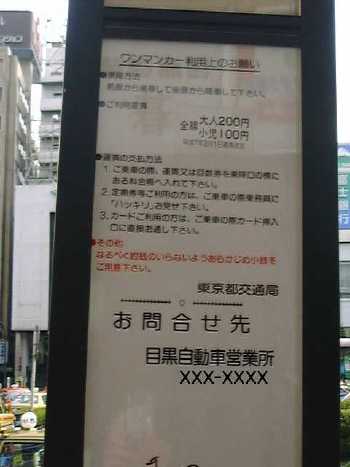 ワンマンカー利用上のお願い
●乗降方法
前扉から乗車して後扉から降車して下さい。
●ご利用運賃
全線 大人200円
小児100円
●運賃の支払方法
1. ご乗車の際、運賃又は回数券を乗降口の際に
ある料金箱へ入れて下さい。
2. 定期券等ご利用の方は、ご乗車の際乗務員に
「ハッキリ」お見せ下さい。
3. カードご利用の方は、ご乗車の際カード挿入
口に直接お通し下さい。
●その他
なるべく釣銭のいらないようあらかじめ小銭を
ご用意下さい。
東京都交通局
お問合せ先
目黒自動車営業所
XXX-XXXX